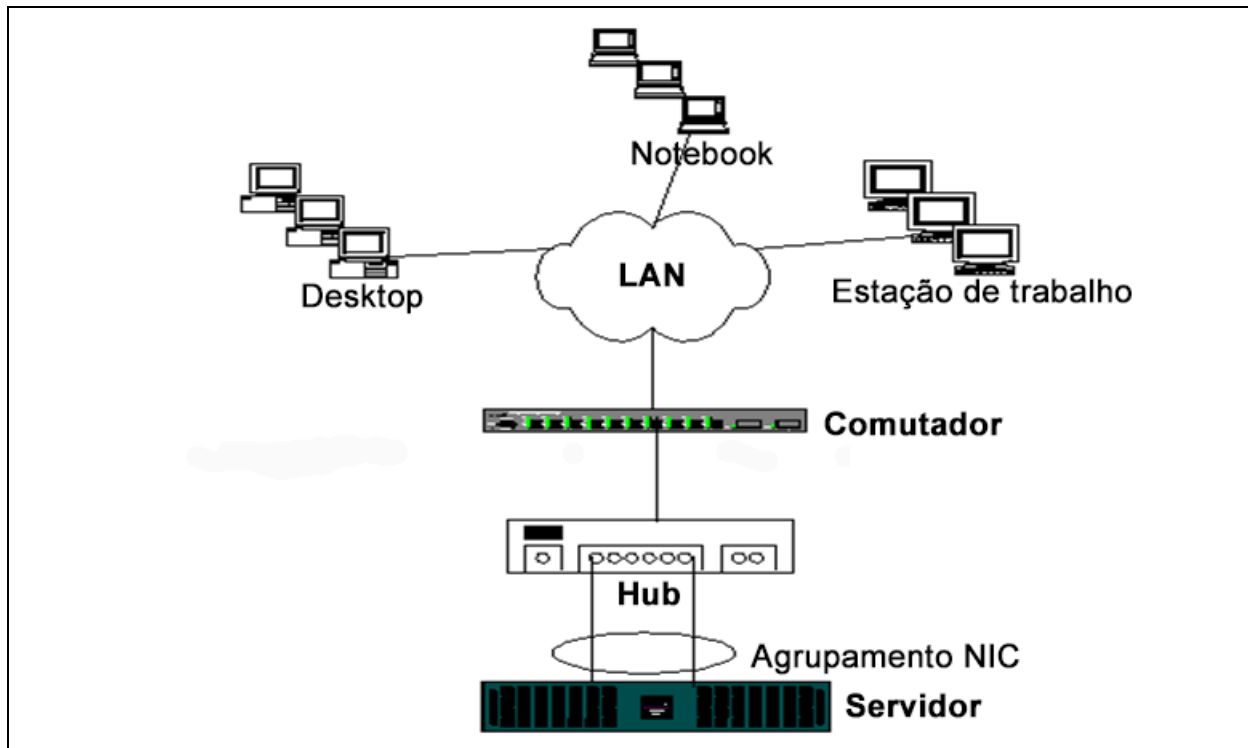 Notebook
Desktop
LAN
Estação de trabalho
Comutador
Hub
Agrupamento NIC
Servidor